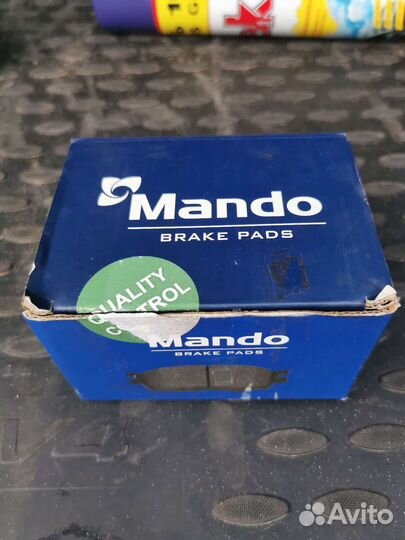 Mando
BRAKE PADS
QUALITY
CONTROL
Mando
BRAKE PADS
Avito